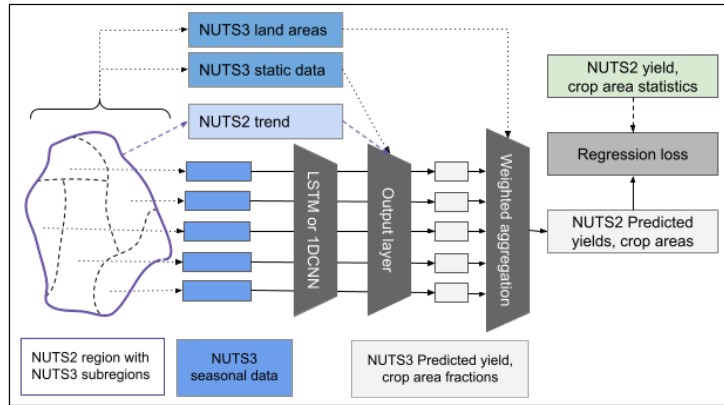 NUTS3 land areas
NUTS3 static data
NUTS2 trend
LSTM or 1DCNN
Output layer
Weighted aggregation
NUTS2 yield,
crop area statistics
Regression loss
NUTS2 Predicted
yields, crop areas
NUTS2 region with
NUTS3 subregions
NUTS3
seasonal data
NUTS3 Predicted yield,
crop area fractions